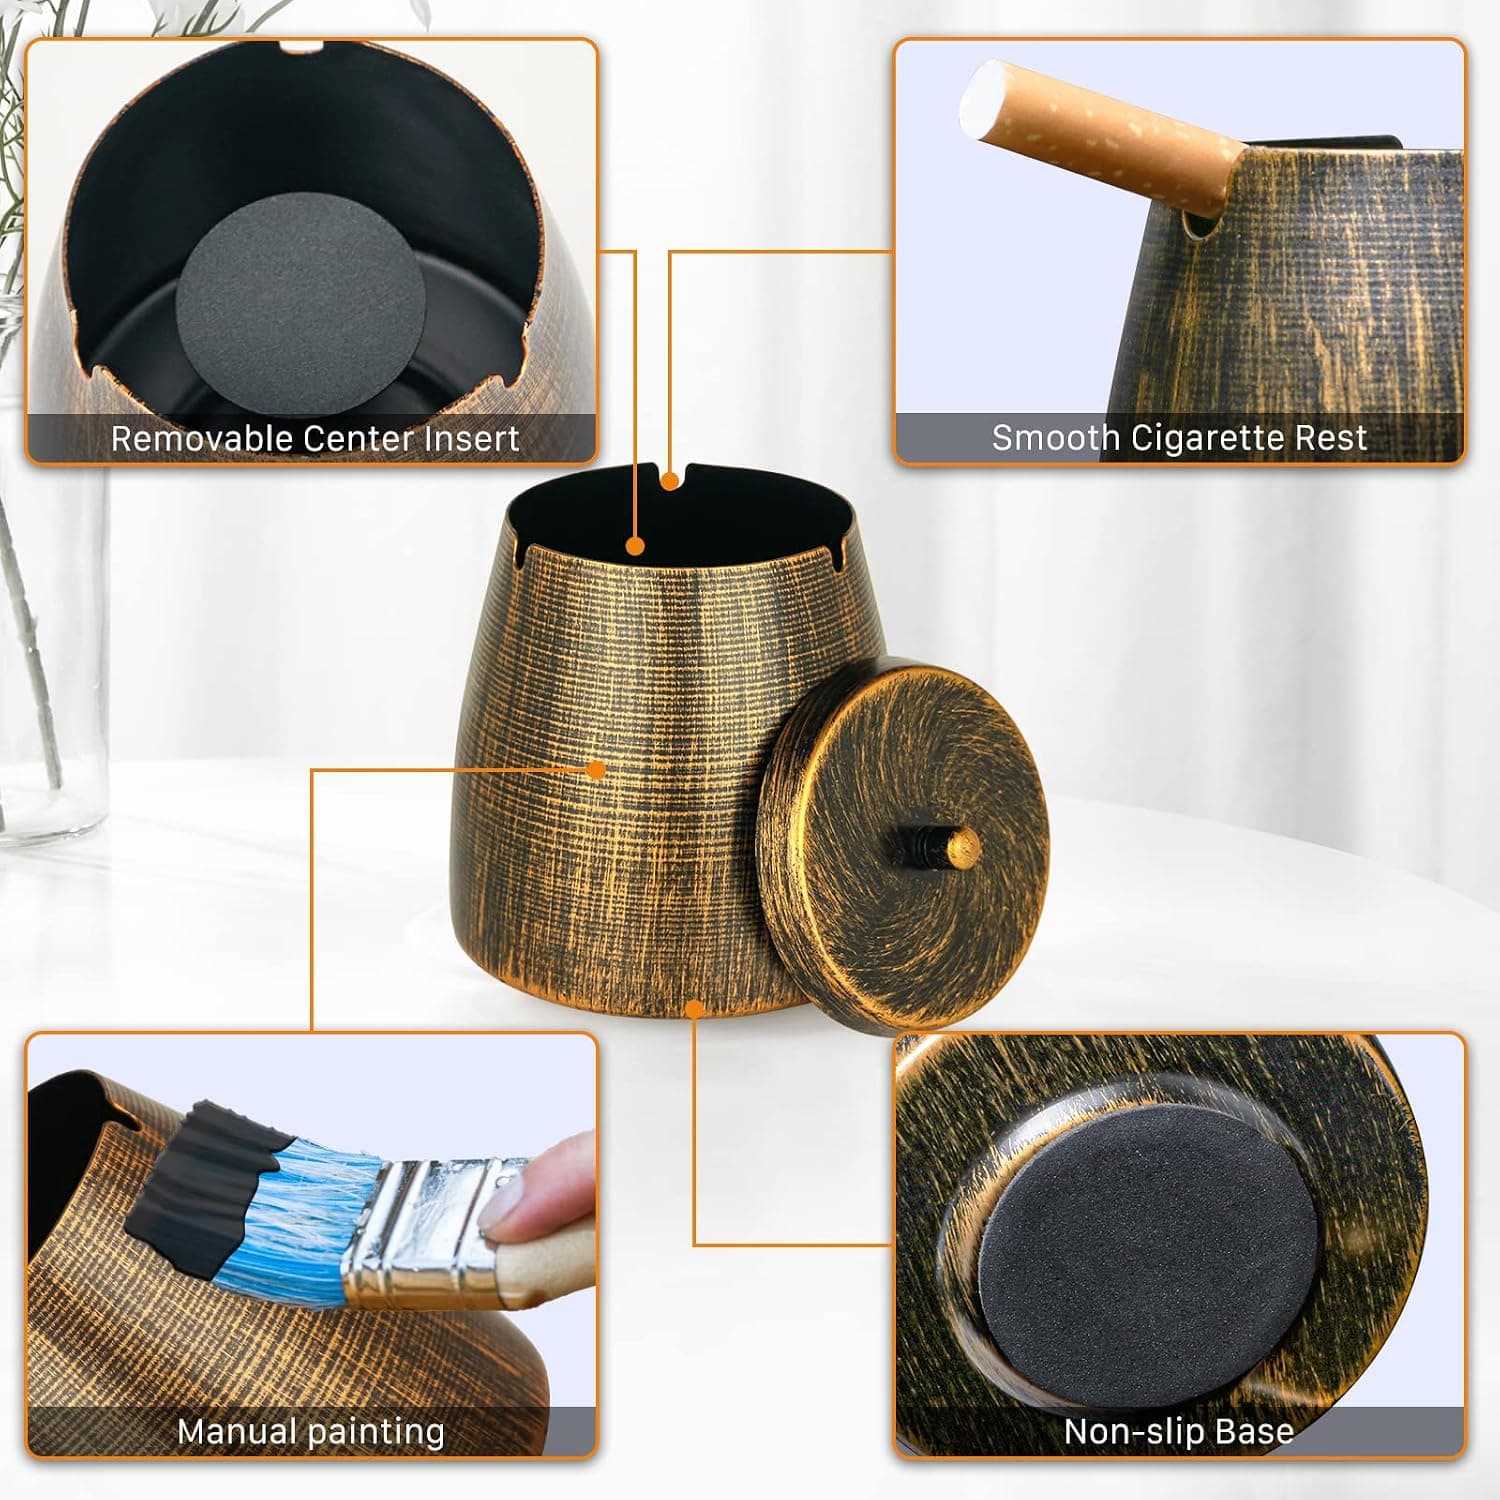 Removable Center Insert
Smooth Cigarette Rest
Manual painting
Non-slip Base